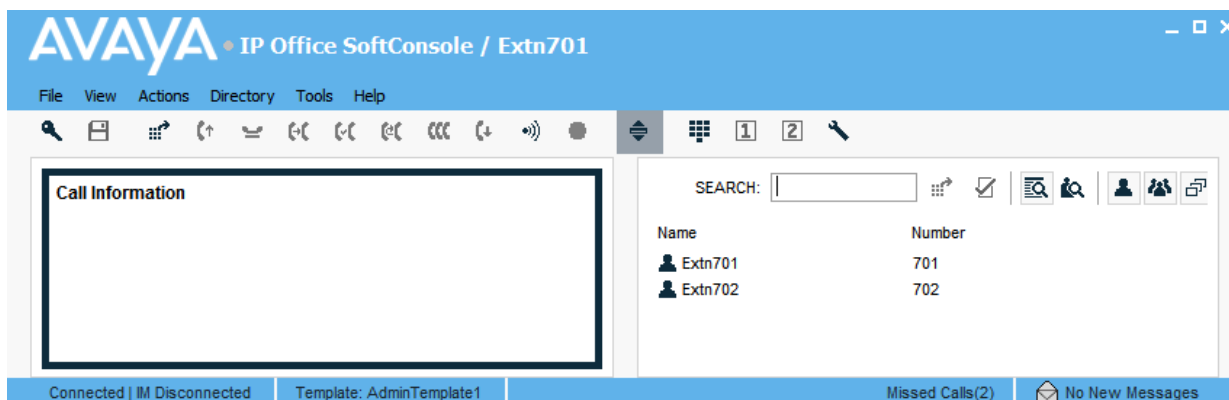 AVAYA • IP Office SoftConsole / Extn701
File View Actions Directory Tools Help
1 2
Call Information
SEARCH:
Name Number
Extn701 701
Extn702 702
Connected | IM Disconnected Template: AdminTemplate1 Missed Calls(2) No New Messages